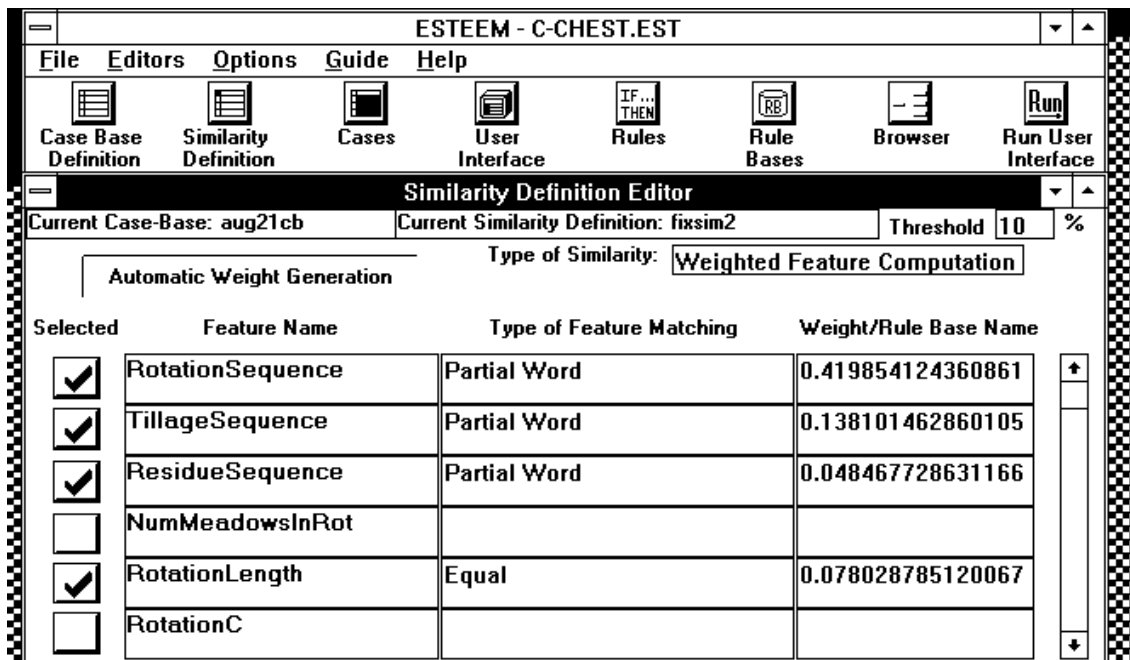 ESTEEM - C-CHEST.EST
File Editors Options Guide Help
IF...
THEN
RB
Run
Case Base Definition
Similarity Definition
Cases
User Interface
Rules
Rule Bases
Browser
Run User Interface
Similarity Definition Editor
Current Case-Base: aug21cb Current Similarity Definition: fixsim2 Threshold 10 %
Type of Similarity: Weighted Feature Computation
Automatic Weight Generation
Selected Feature Name Type of Feature Matching Weight/Rule Base Name
RotationSequence Partial Word 0.419854124360861
TillageSequence Partial Word 0.138101462860105
ResidueSequence Partial Word 0.048467728631166
NumMeadowsInRot
RotationLength Equal 0.078028785120067
RotationC